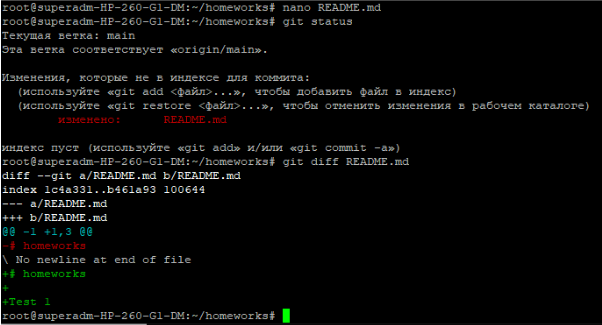 root@superadm-HP-260-G1-DM:~/homeworks# nano README.md
root@superadm-HP-260-G1-DM:~/homeworks# git status
Текущая ветка: main
Эта ветка соответствует «origin/main».

Изменения, которые не в индексе для коммита:
  (используйте «git add <файл>...», чтобы добавить файл в индекс)
  (используйте «git restore <файл>...», чтобы отменить изменения в рабочем каталоге)
        изменено:      README.md

индекс пуст (используйте «git add» и/или «git commit -a»)
root@superadm-HP-260-G1-DM:~/homeworks# git diff README.md
diff --git a/README.md b/README.md
index 1c4a331..b461a93 100644
--- a/README.md
+++ b/README.md
@@ -1 +1,3 @@
-# homeworks
\ No newline at end of file
+# homeworks
+
+Test 1
root@superadm-HP-260-G1-DM:~/homeworks#